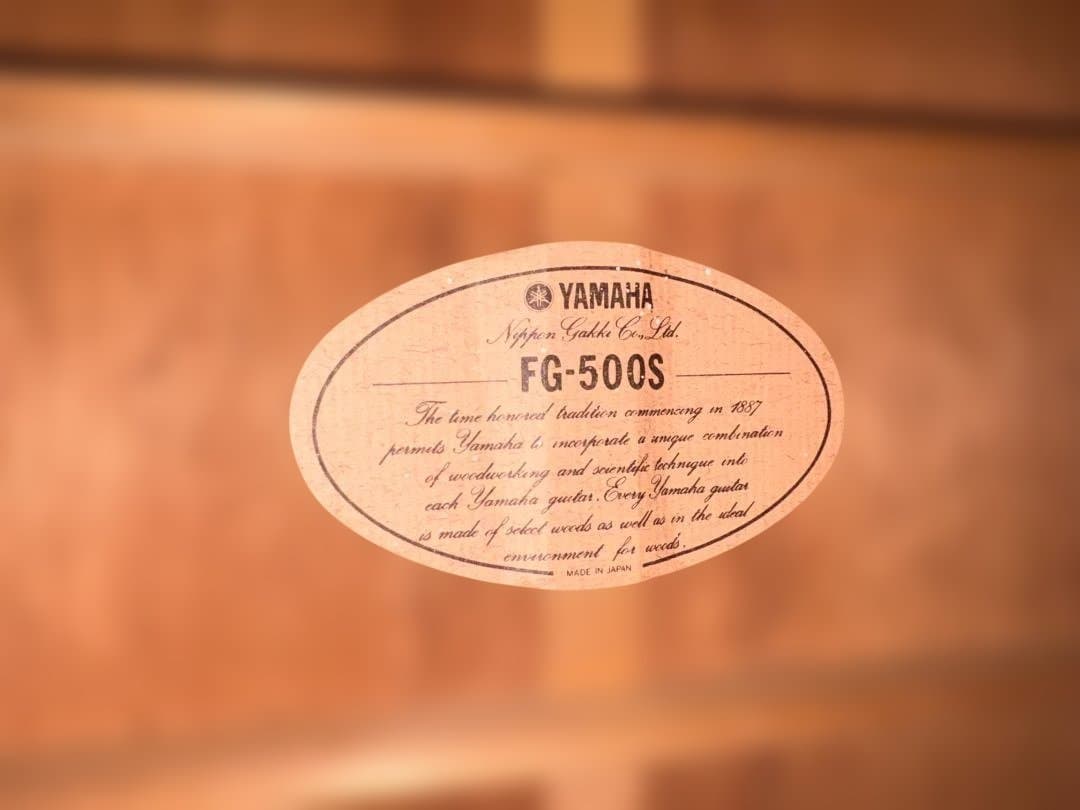 YAMAHA
Nippon Gakki Co., Ltd.
FG-500S
The time honored tradition commencing in 1887
permits Yamaha to incorporate a unique combination
of woodworking and scientific technique into
each Yamaha guitar. Every Yamaha guitar
is made of select woods as well as in the ideal
environment for woods.
MADE IN JAPAN